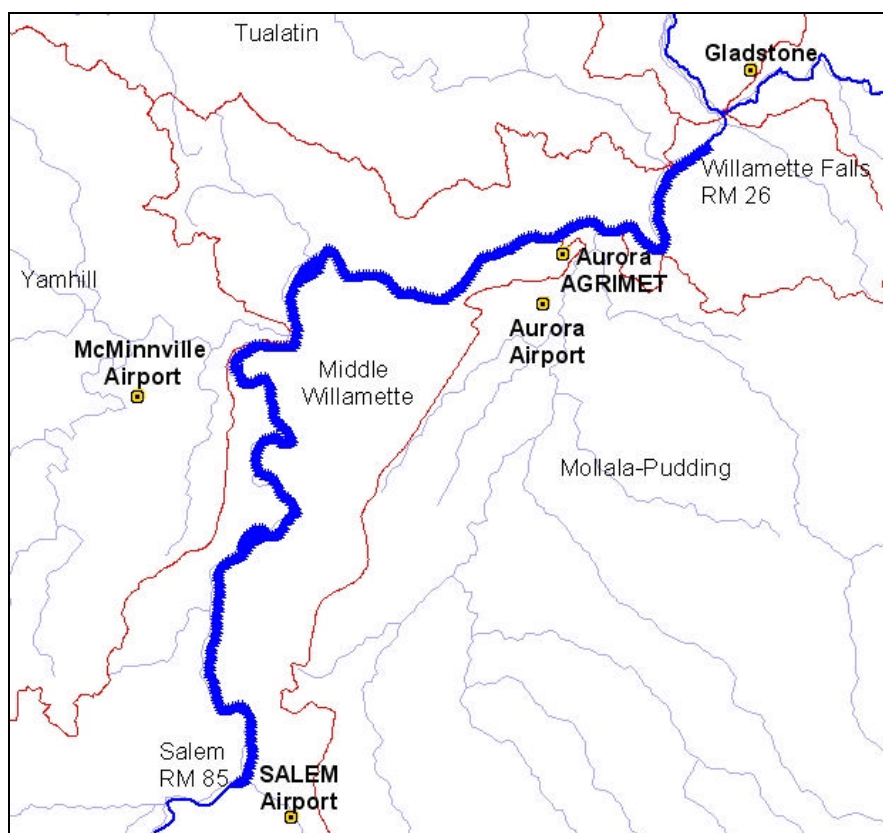 Tualatin
Gladstone
Willamette Falls
RM 26
Aurora
AGRIMET
Yamhill
Aurora
Airport
McMinnville
Airport
Middle
Willamette
Mollala-Pudding
Salem
RM 85
SALEM
Airport